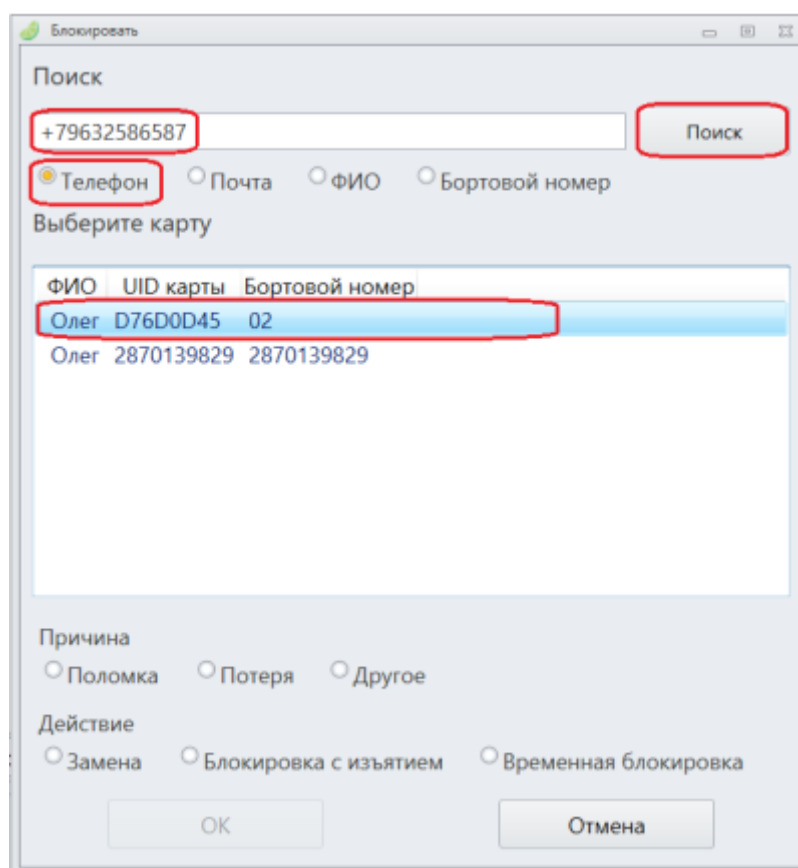 Блокировать
Поиск
+79632586587 Поиск
Телефон Почта ФИО Бортовой номер
Выберите карту
ФИО UID карты Бортовой номер
Олег D76D0D45 02
Олег 2870139829 2870139829
Причина
Поломка Потеря Другое
Действие
Замена Блокировка с изъятием Временная блокировка
ОК Отмена